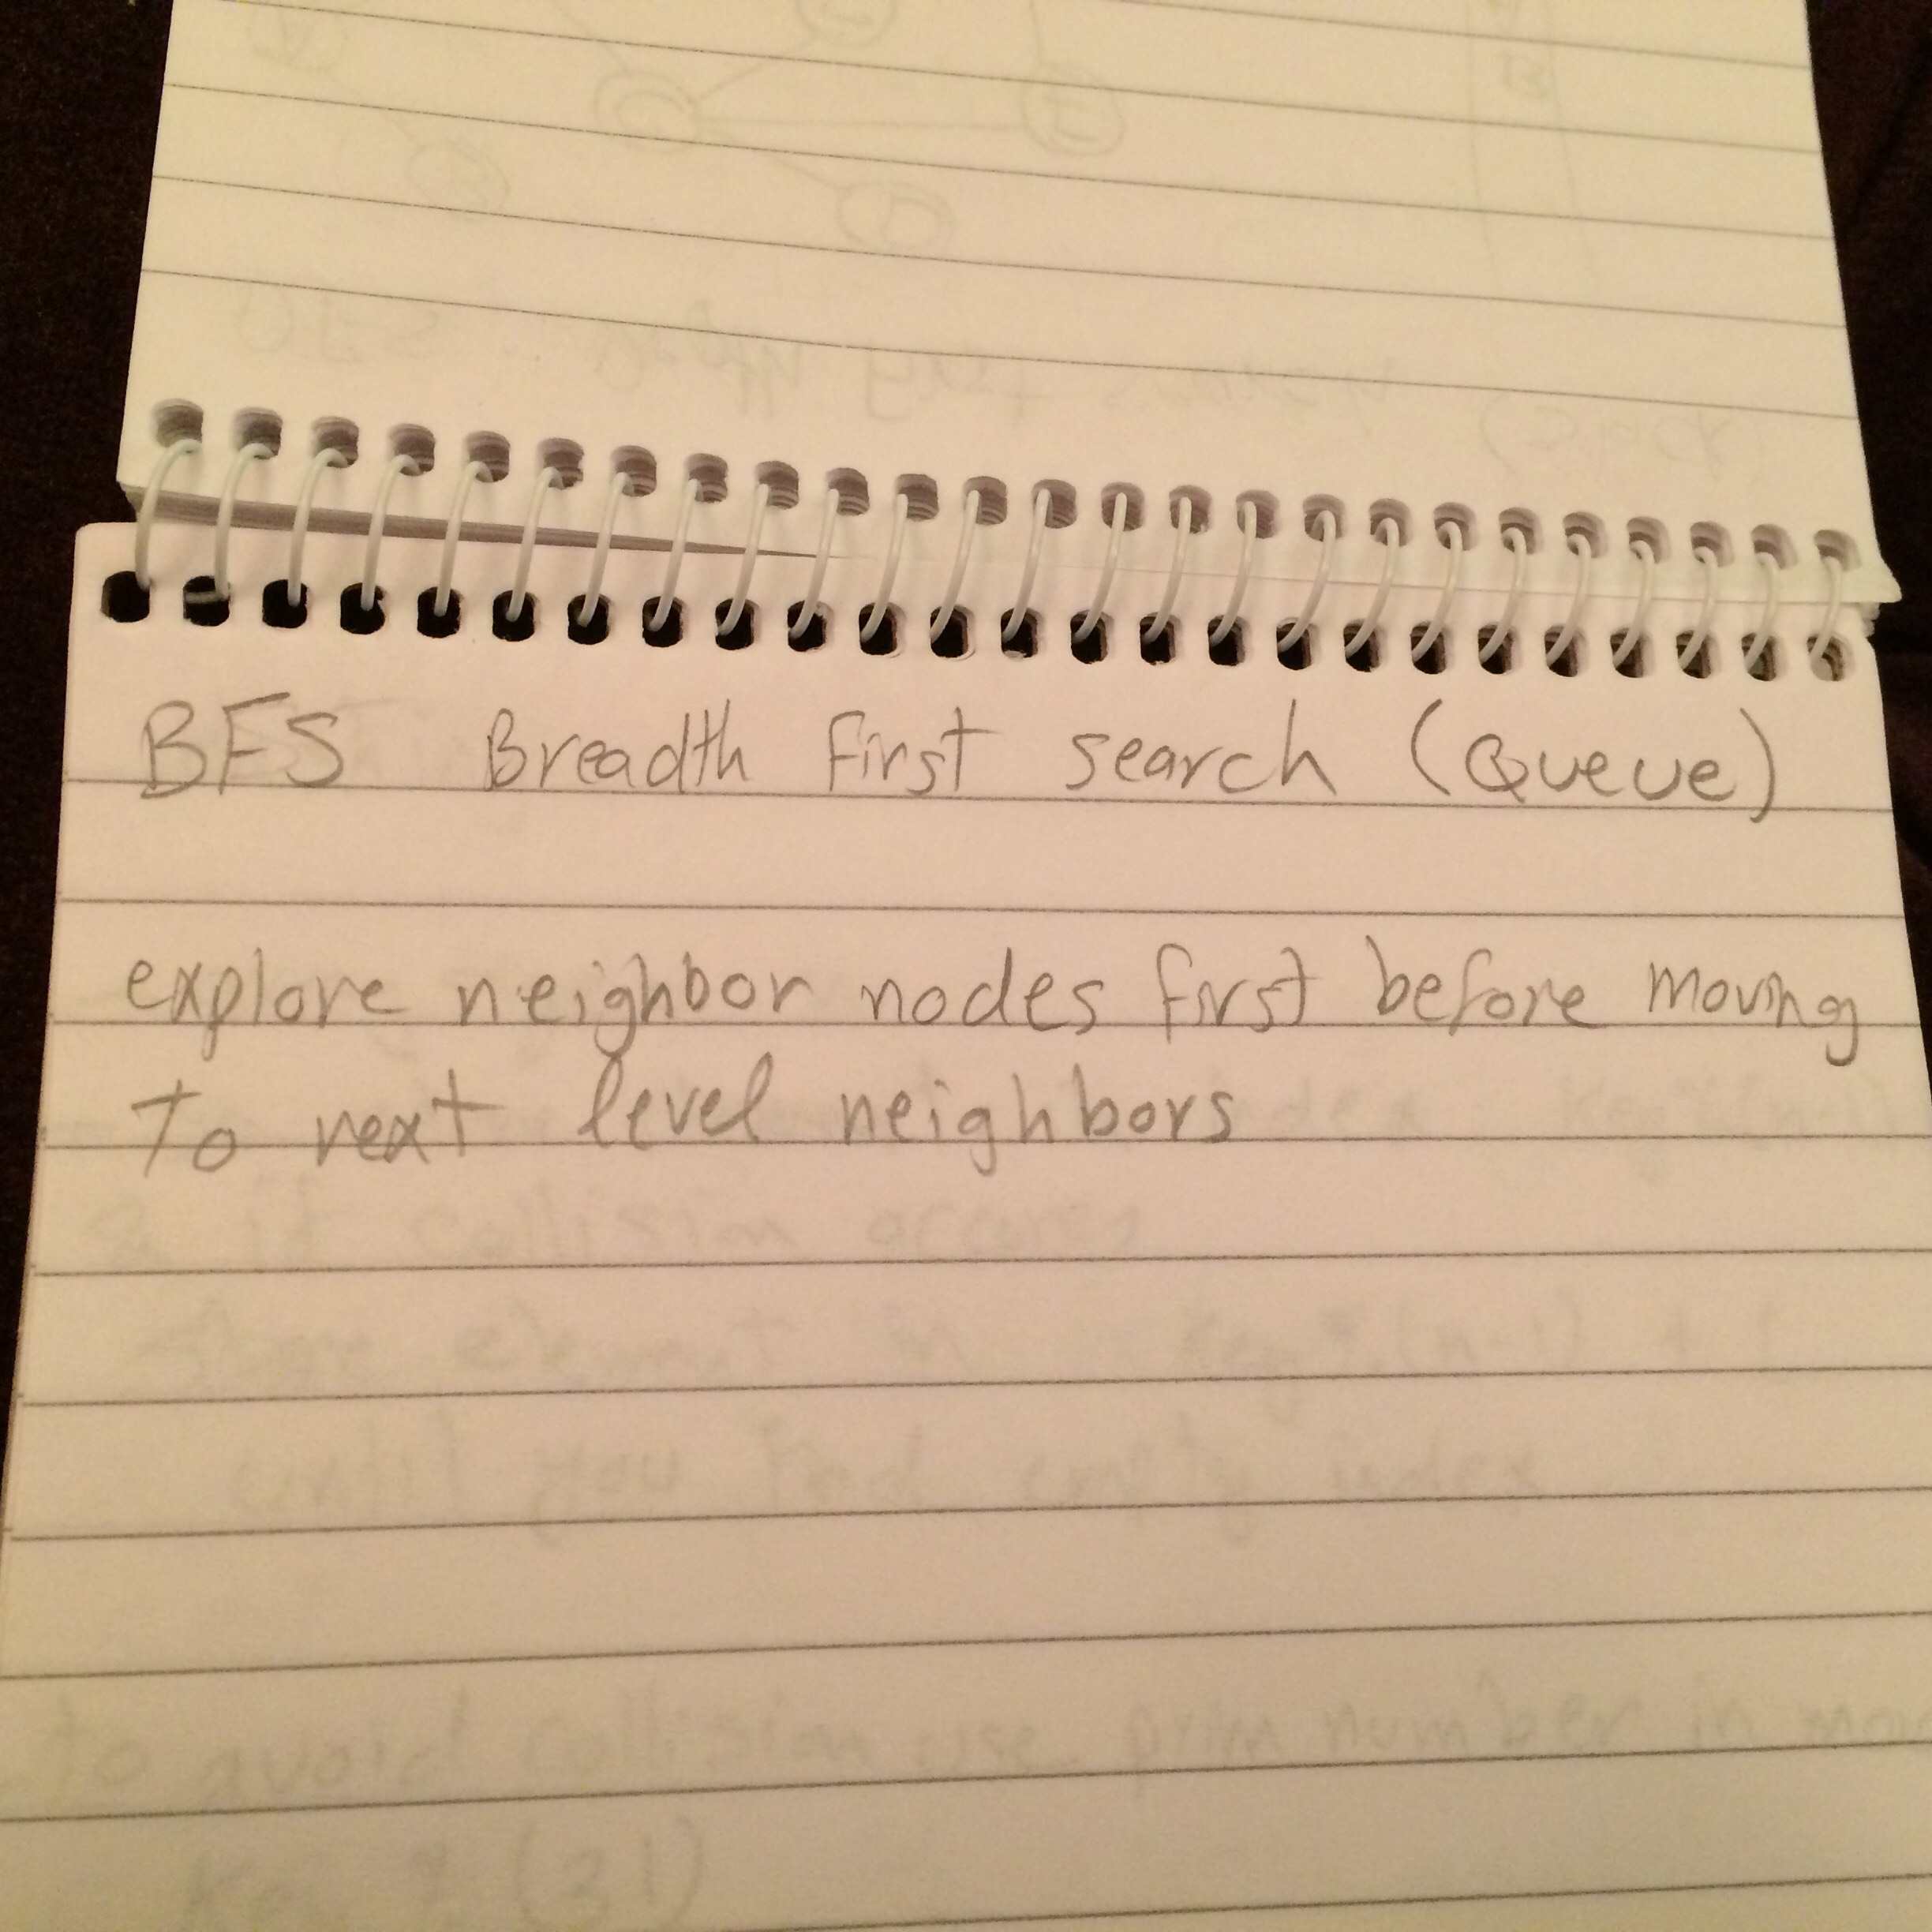 BFS breadth first search (Queue)
explore neighbor nodes first before moving
to next level neighbors